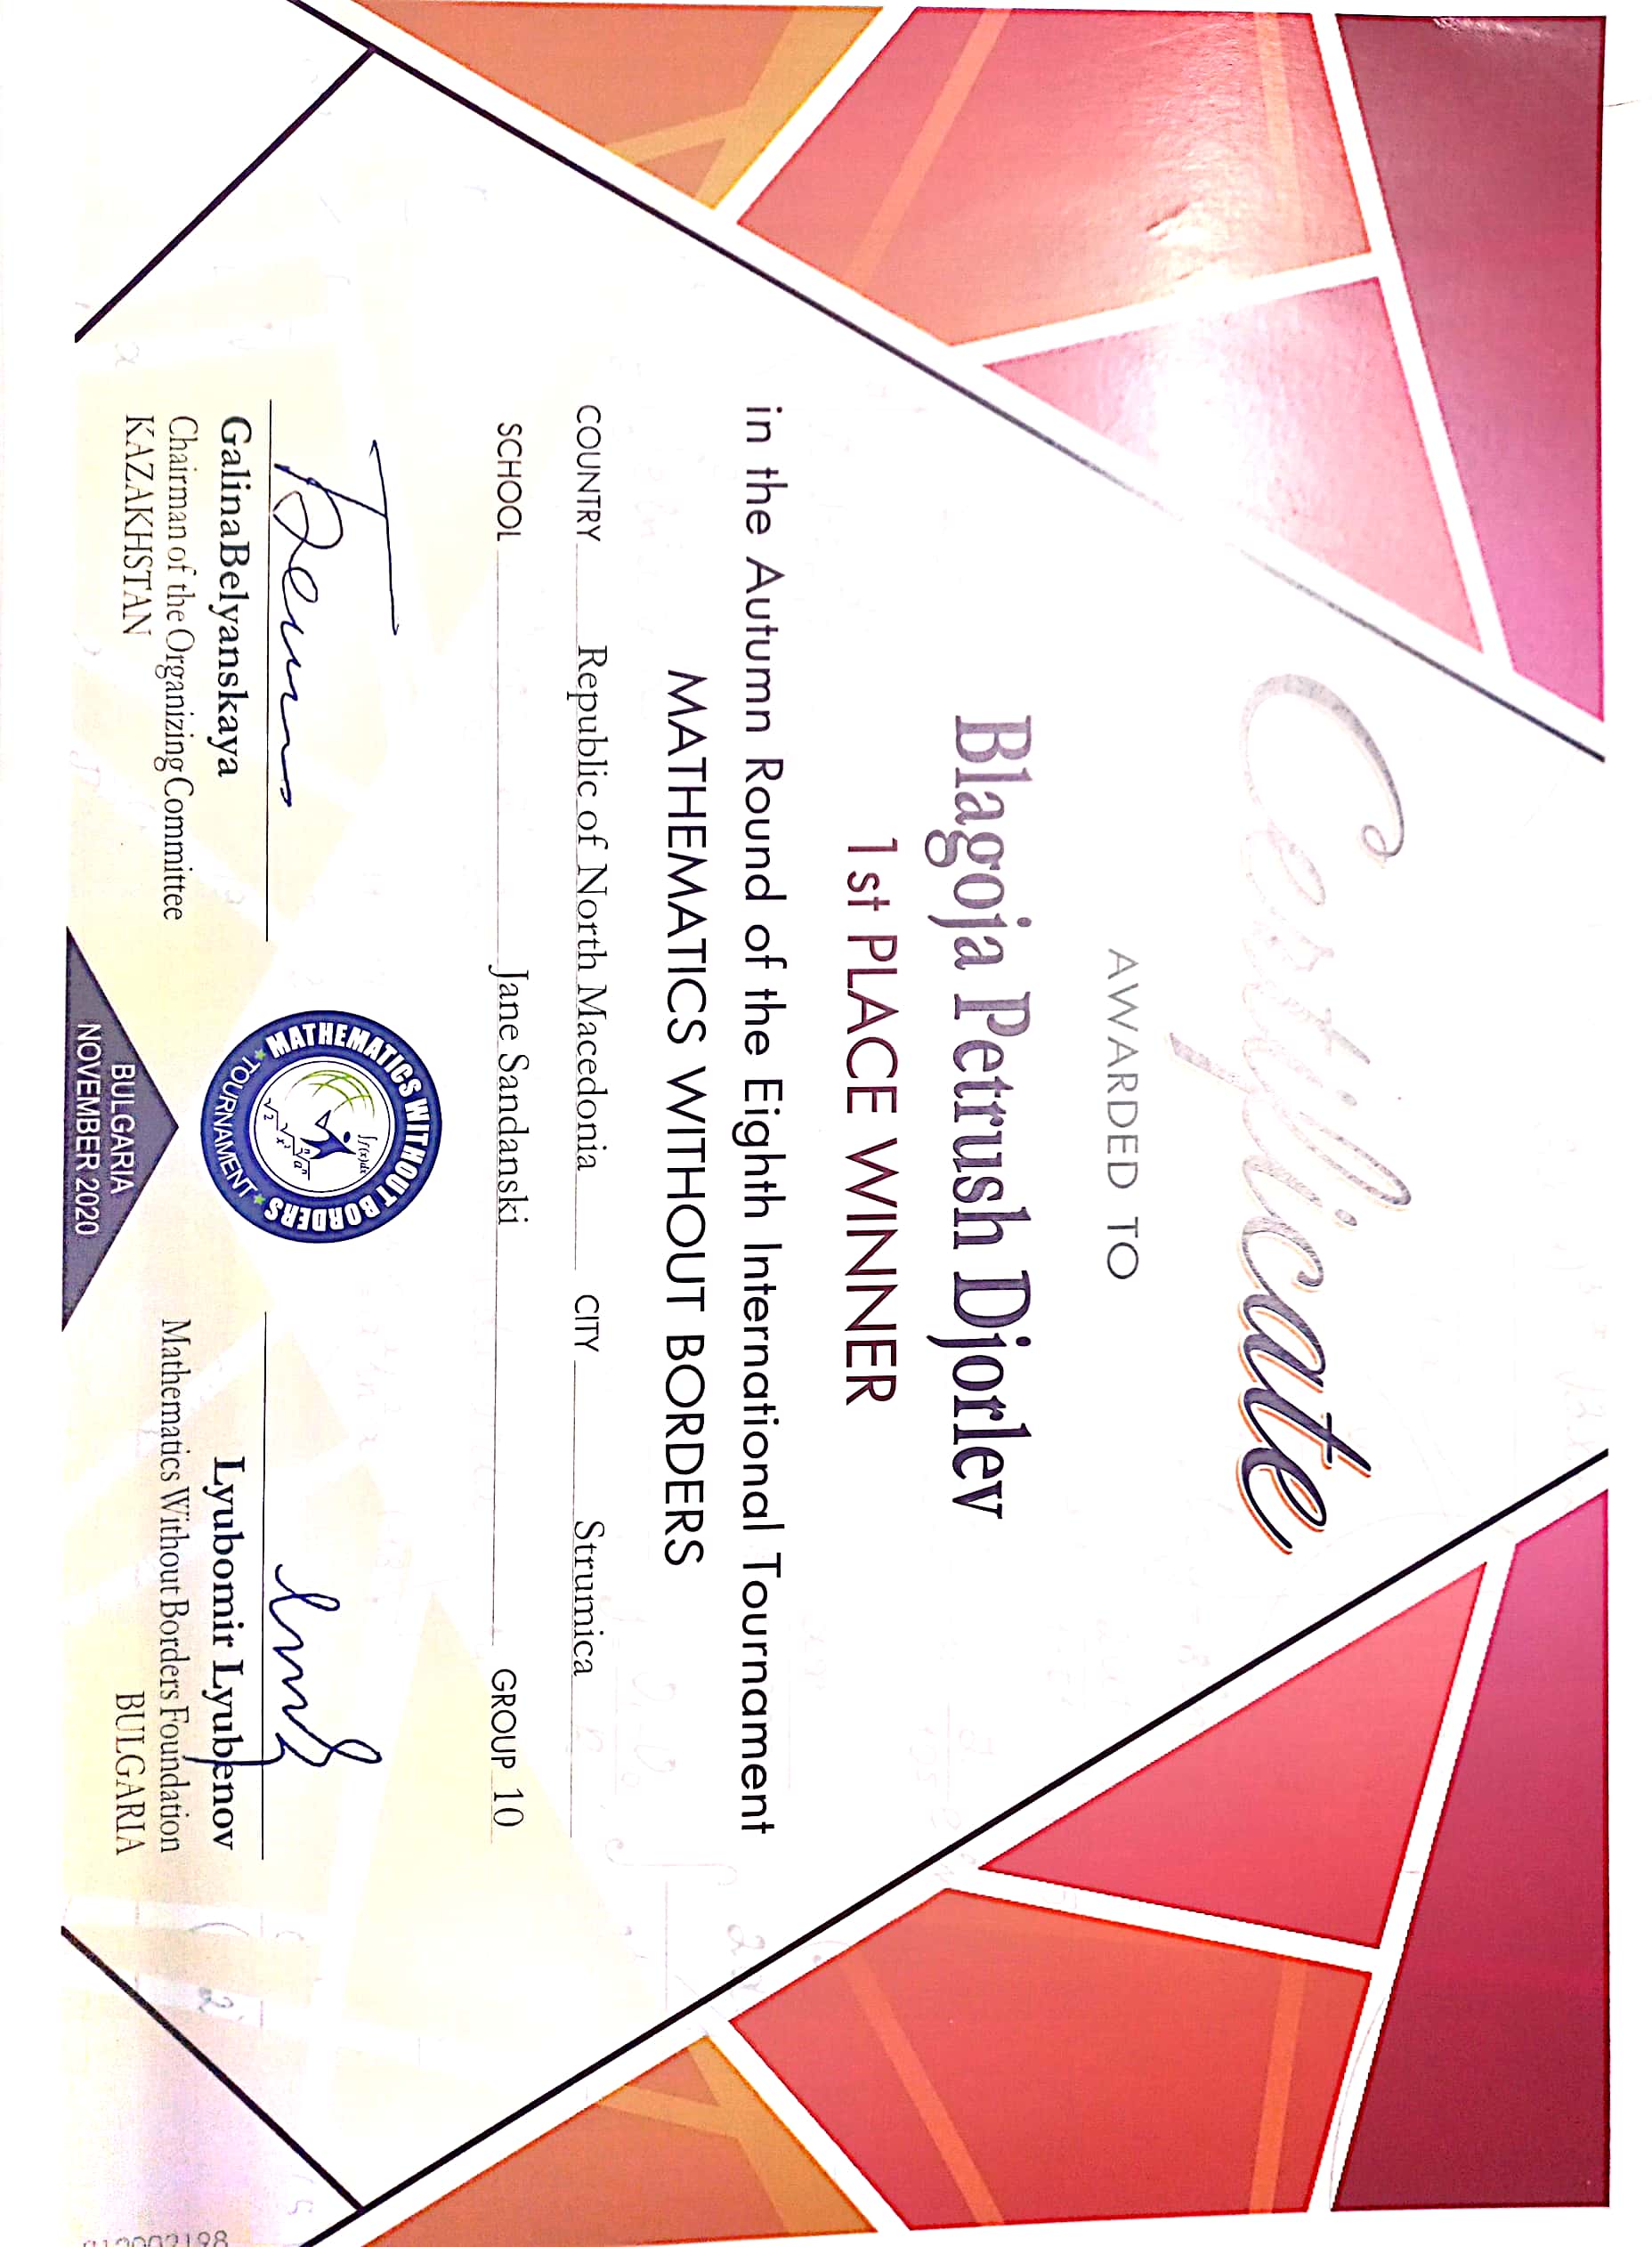 Certificate
AWARDED TO
Blagoja Petrush Djorlev
1st PLACE WINNER
in the Autumn Round of the Eighth International Tournament
MATHEMATICS WITHOUT BORDERS
COUNTRY Republic of North Macedonia CITY Strumica
SCHOOL Jane Sandanski GROUP 10
GalinaBelyanskaya
Chairman of the Organizing Committee
KAZAKHSTAN
MATHEMATICS WITHOUT BORDERS
TOURNAMENT
BULGARIA
NOVEMBER 2020
Lyubomir Lyubenov
Mathematics Without Borders Foundation
BULGARIA